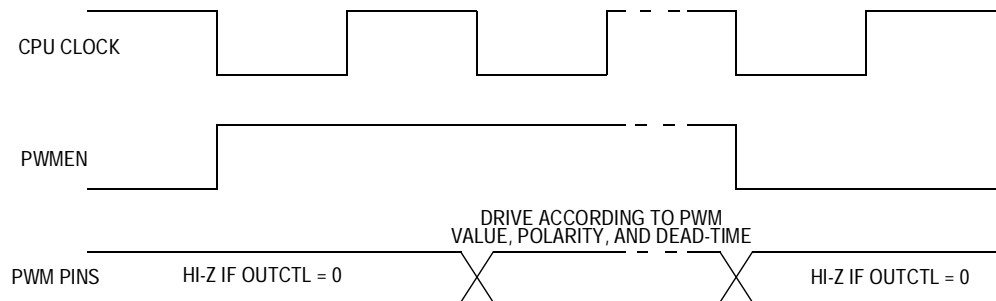 CPU CLOCK
PWMEN
DRIVE ACCORDING TO PWM
VALUE, POLARITY, AND DEAD-TIME
PWM PINS
HI-Z IF OUTCTL = 0
HI-Z IF OUTCTL = 0